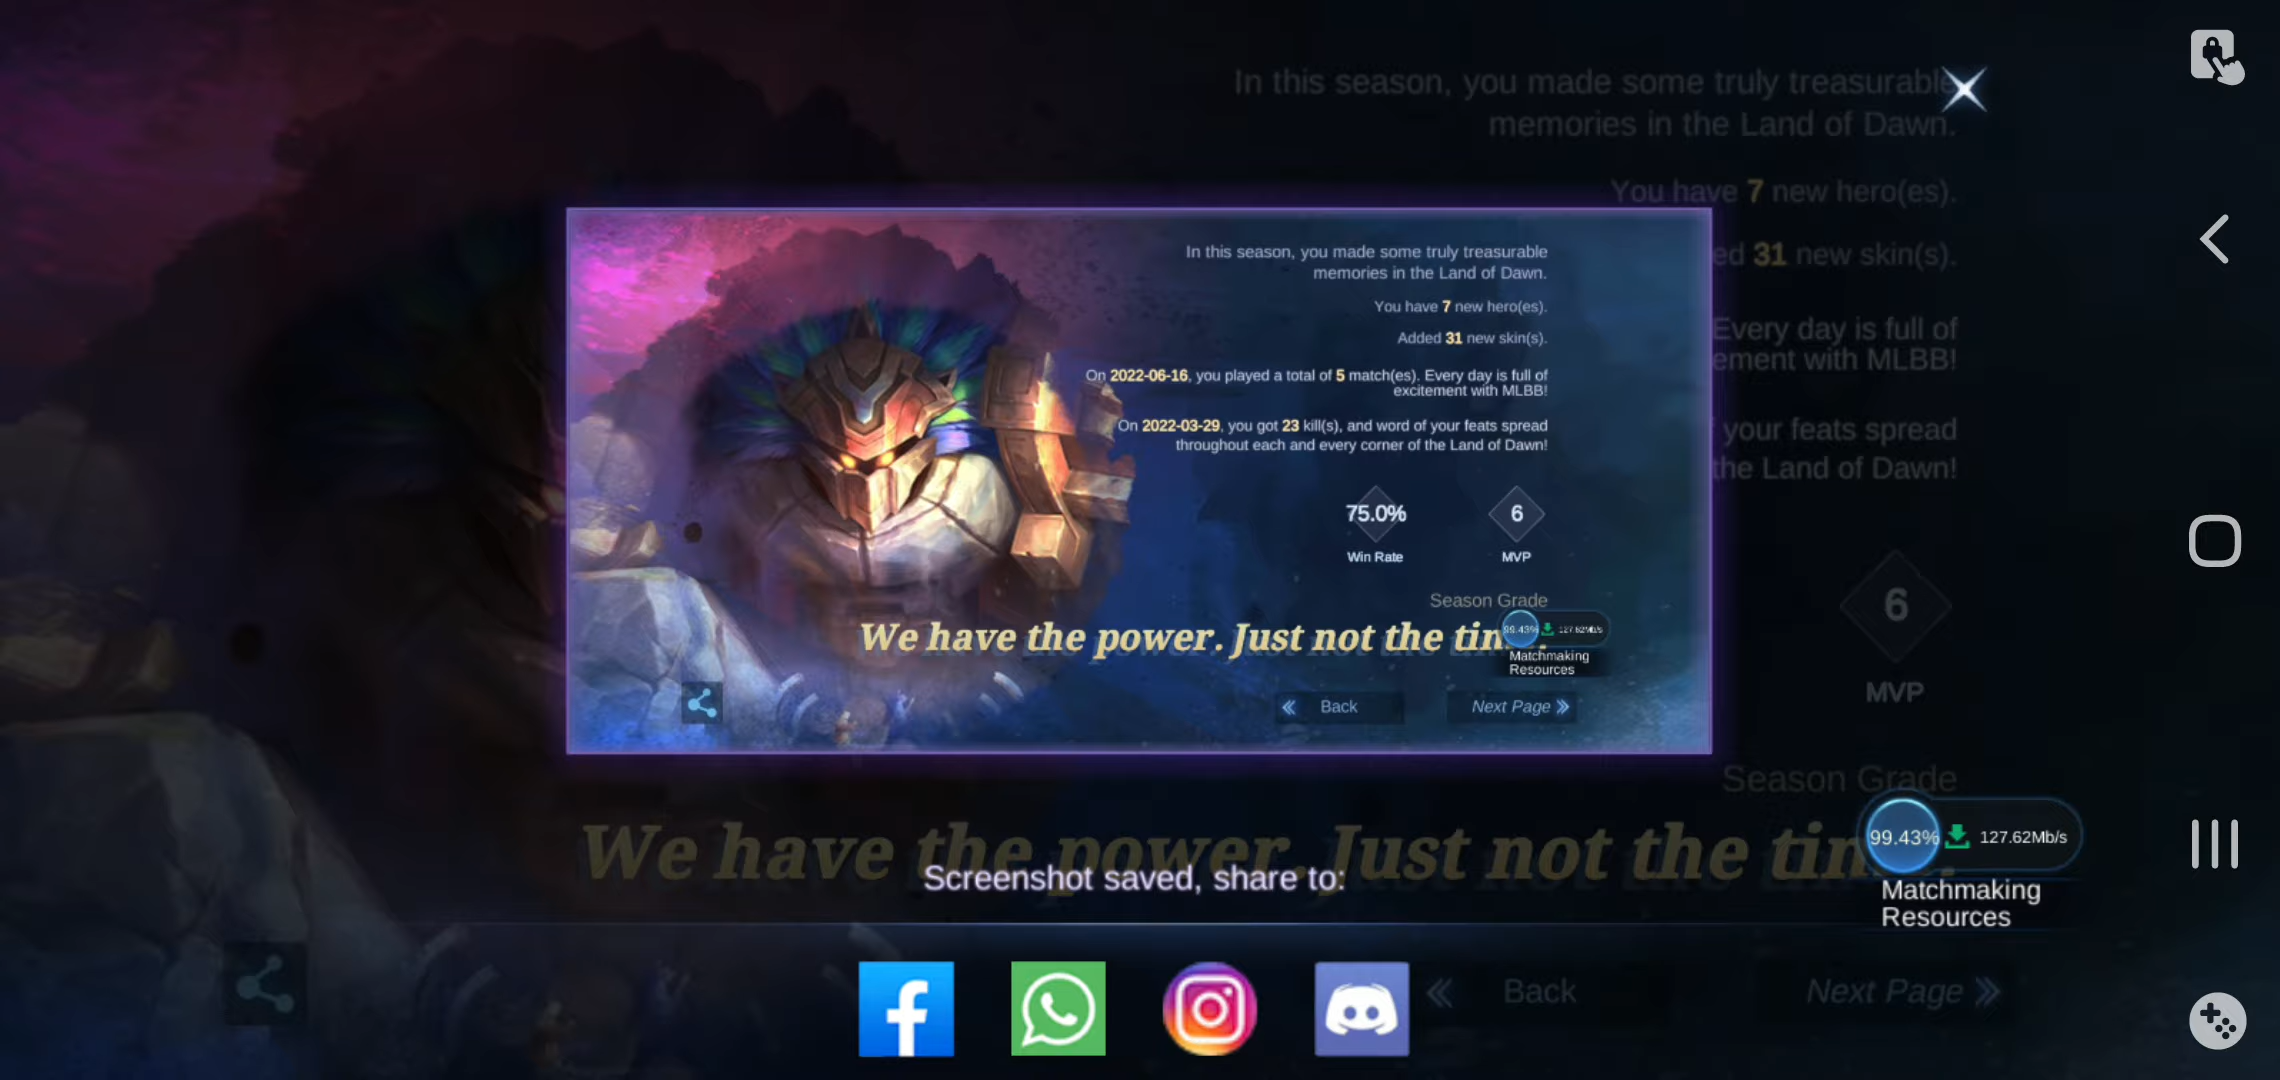 In this season, you made some truly treasurable
memories in the Land of Dawn.
You have 7 new hero(es).
ed 31 new skin(s).
Every day is full of
ement with MLBB!
your feats spread
the Land of Dawn!
6
MVP
Season Grade
We have the power. Just not the tin
99.43% 127.62Mb/s
Matchmaking
Resources
Back
Next Page
In this season, you made some truly treasurable
memories in the Land of Dawn.
You have 7 new hero(es).
Added 31 new skin(s).
On 2022-06-16, you played a total of 5 match(es). Every day is full of
excitement with MLBB!
On 2022-03-29, you got 23 kill(s), and word of your feats spread
throughout each and every corner of the Land of Dawn!
75.0% 6
Win Rate MVP
Season Grade
We have the power. Just not the tin
99.43% 127.62Mb/s
Matchmaking
Resources
Back
Next Page
Screenshot saved, share to: